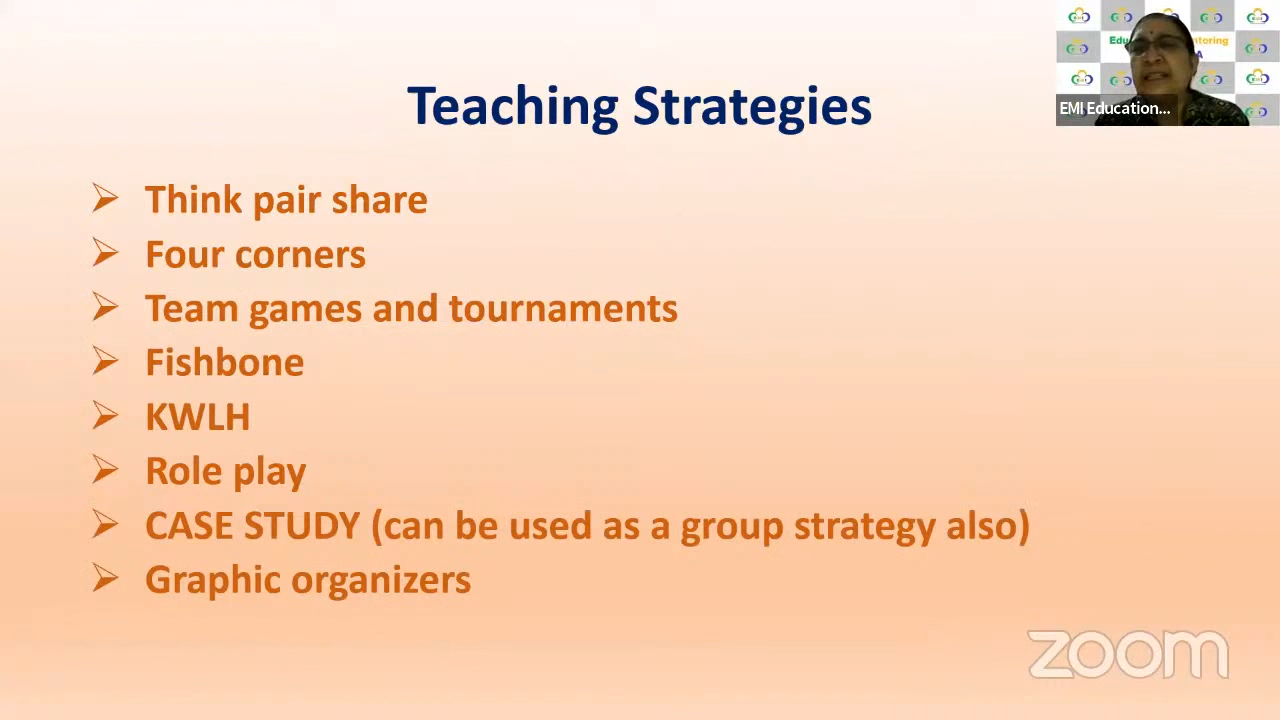 Teaching Strategies
Think pair share
Four corners
Team games and tournaments
Fishbone
KWLH
Role play
CASE STUDY (can be used as a group strategy also)
Graphic organizers
EMI Education...
zoom